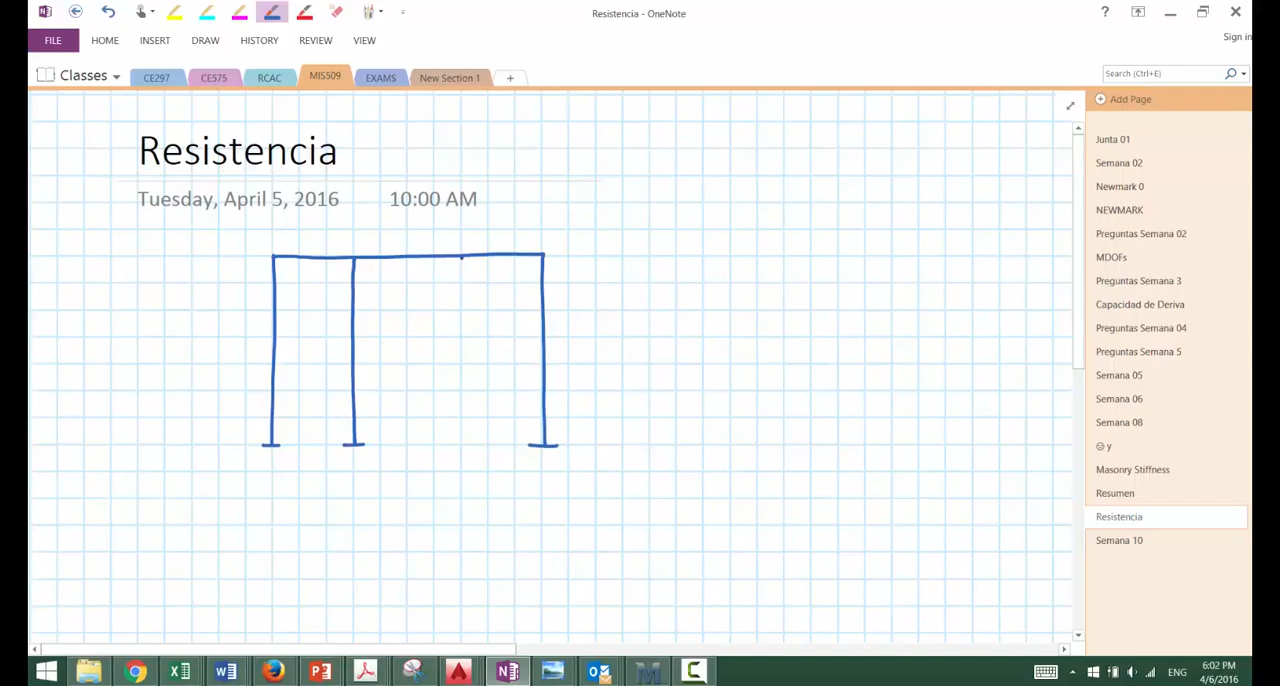 Resistencia - OneNote
?
FILE
HOME
INSERT
DRAW
HISTORY
REVIEW
VIEW
Sign in
Classes
CE297
CE575
RCAC
MIS509
EXAMS
New Section 1
+
Search (Ctrl+E)
Add Page
Resistencia
Tuesday, April 5, 2016 10:00 AM
Junta 01
Semana 02
Newmark 0
NEWMARK
Preguntas Semana 02
MDOFs
Preguntas Semana 3
Capacidad de Deriva
Preguntas Semana 04
Preguntas Semana 5
Semana 05
Semana 06
Semana 08
☺ y
Masonry Stiffness
Resumen
Resistencia
Semana 10
ENG
6:02 PM
4/6/2016